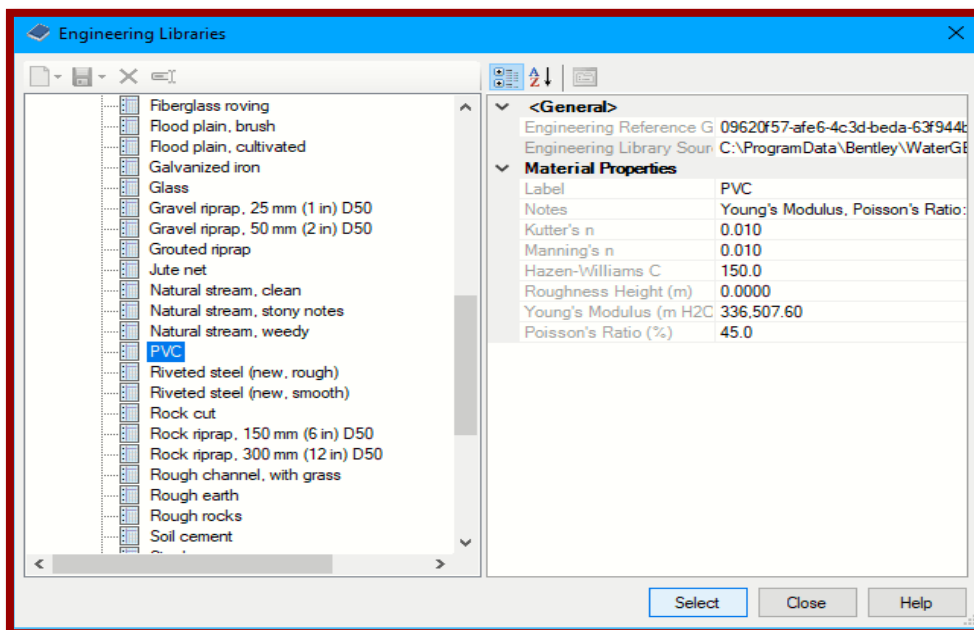 Engineering Libraries
Fiberglass roving
Flood plain, brush
Flood plain, cultivated
Galvanized iron
Glass
Gravel riprap, 25 mm (1 in) D50
Gravel riprap, 50 mm (2 in) D50
Grouted riprap
Jute net
Natural stream, clean
Natural stream, stony notes
Natural stream, weedy
PVC
Riveted steel (new, rough)
Riveted steel (new, smooth)
Rock cut
Rock riprap, 150 mm (6 in) D50
Rock riprap, 300 mm (12 in) D50
Rough channel, with grass
Rough earth
Rough rocks
Soil cement
<General>
Engineering Reference G 09620f57-afe6-4c3d-beda-63f944b
Engineering Library Sour C:\ProgramData\Bentley\WaterGE
Material Properties
Label PVC
Notes Young's Modulus, Poisson's Ratio:
Kutter's n 0.010
Manning's n 0.010
Hazen-Williams C 150.0
Roughness Height (m) 0.0000
Young's Modulus (m H2O 336,507.60
Poisson's Ratio (%) 45.0
Select Close Help